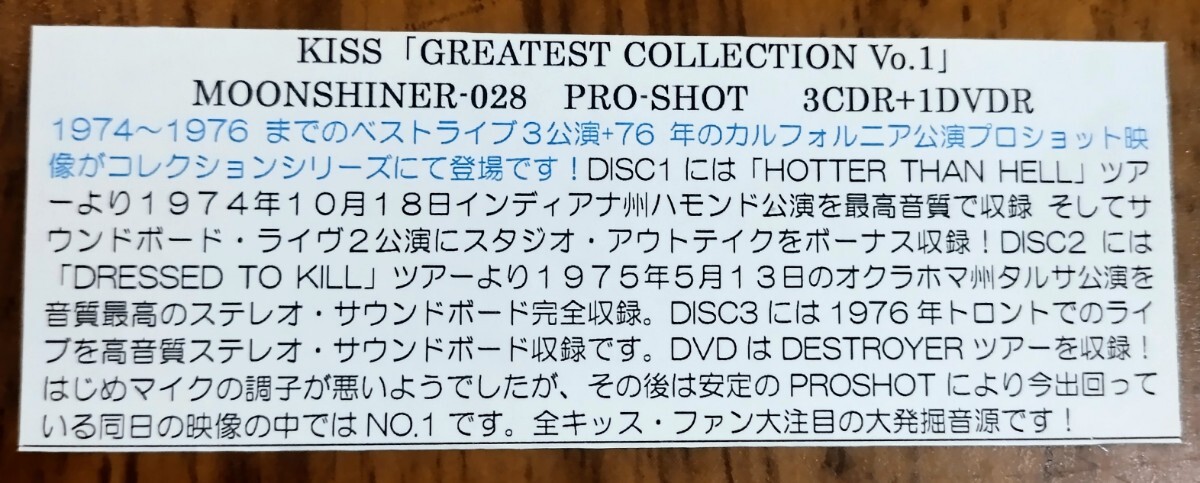 KISS「GREATEST COLLECTION Vo.1」
MOONSHINER-028 PRO-SHOT 3CDR+1DVDR
1974～1976 までのベストライブ３公演+76 年のカルフォルニア公演プロショット映
像がコレクションシリーズにて登場です！DISC1には「HOTTER THAN HELL」ツア
ーより１９７４年１０月１８日インディアナ州ハモンド公演を最高音質で収録 そしてサ
ウンドボード・ライヴ２公演にスタジオ・アウトテイクをボーナス収録！DISC2 には
「DRESSED TO KILL」ツアーより１９７５年５月１３日のオクラホマ州タルサ公演を
音質最高のステレオ・サウンドボード完全収録。DISC3 には 1976 年トロントでのライ
ブを高音質ステレオ・サウンドボード収録です。DVD は DESTROYER ツアーを収録！
はじめマイクの調子が悪いようでしたが、その後は安定の PROSHOT により今出回って
いる同日の映像の中では NO.1 です。全キッス・ファン大注目の大発掘音源です！